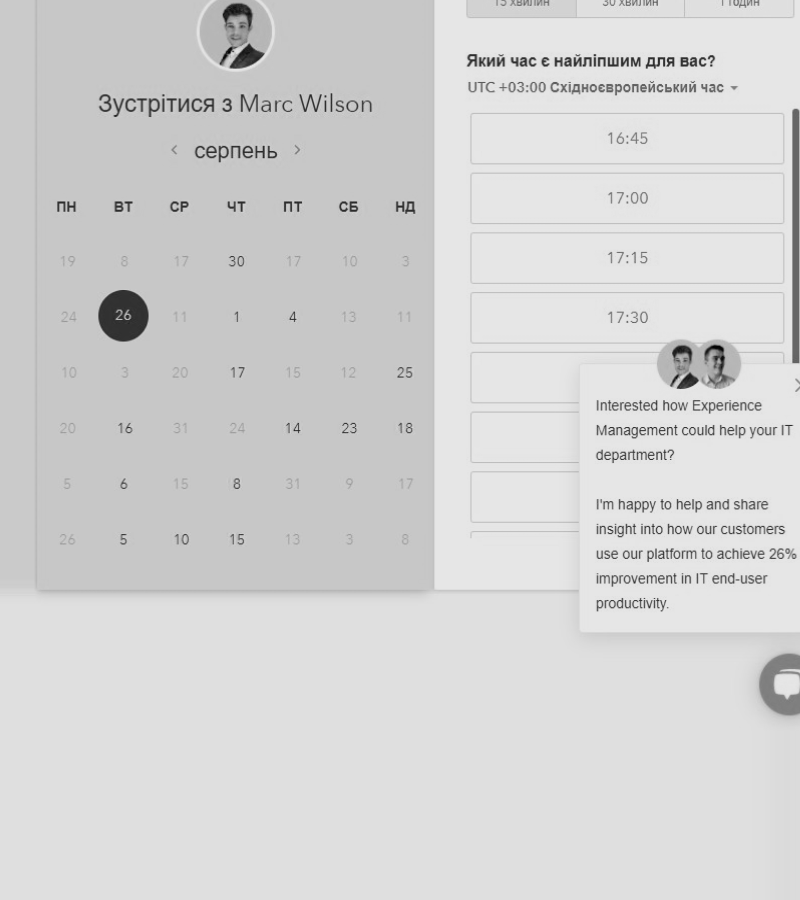 15 хвилин 30 хвилин 1 годин
Зустрітися з Marc Wilson
серпень
ПН ВТ СР ЧТ ПТ СБ НД
19 8 17 30 17 10 3
24 26 11 1 4 13 11
10 3 20 17 15 12 25
20 16 31 24 14 23 18
5 6 15 8 31 9 17
26 5 10 15 13 3 8
Який час є найліпшим для вас?
UTC +03:00 Східноєвропейський час
16:45
17:00
17:15
17:30
Interested how Experience
Management could help your IT
department?
I'm happy to help and share
insight into how our customers
use our platform to achieve 26%
improvement in IT end-user
productivity.